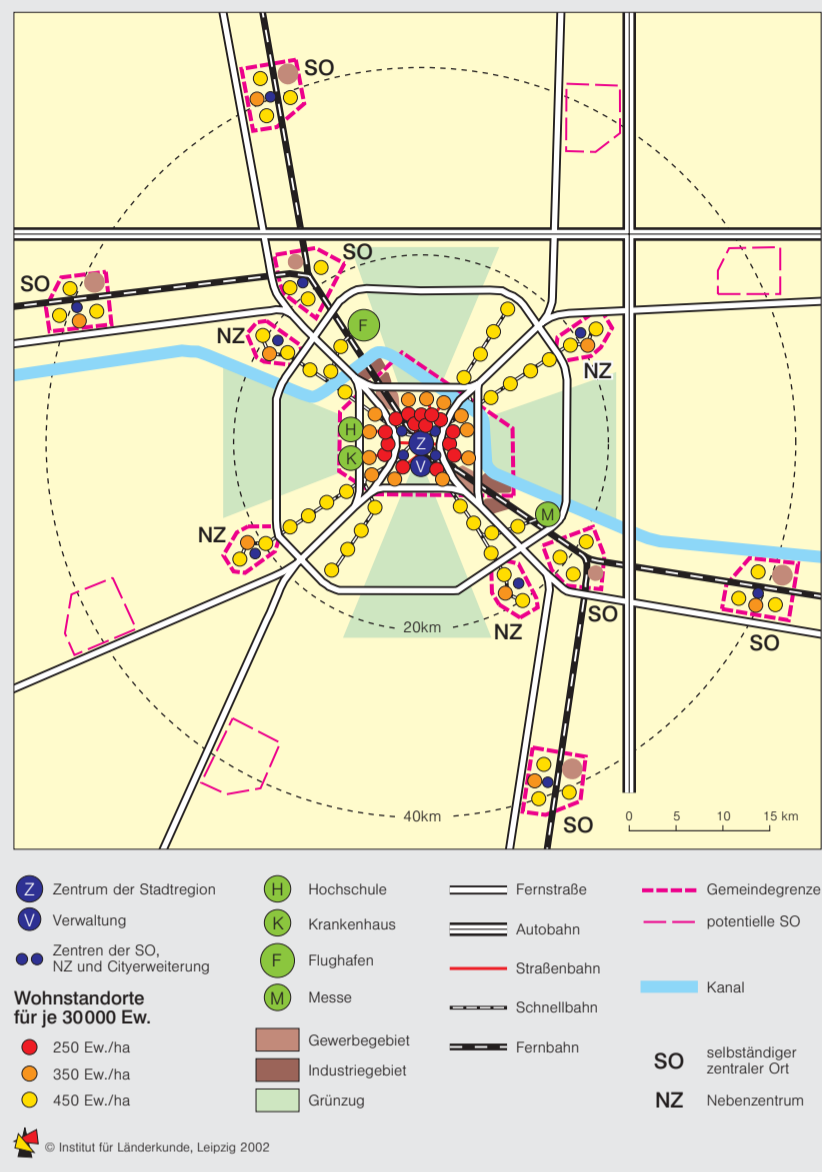 SO
SO
SO
NZ
F
NZ
H
K
Z
V
M
NZ
NZ
SO
SO
SO
20km
40km
0 5 10 15 km
Z Zentrum der Stadtregion
V Verwaltung
Zentren der SO,
NZ und Cityerweiterung
Wohnstandorte
für je 30000 Ew.
250 Ew./ha
350 Ew./ha
450 Ew./ha
H Hochschule
K Krankenhaus
F Flughafen
M Messe
Gewerbegebiet
Industriegebiet
Grünzug
Fernstraße
Autobahn
Straßenbahn
Schnellbahn
Fernbahn
Gemeindegrenze
potentielle SO
Kanal
SO selbständiger
zentraler Ort
NZ Nebenzentrum
© Institut für Länderkunde, Leipzig 2002